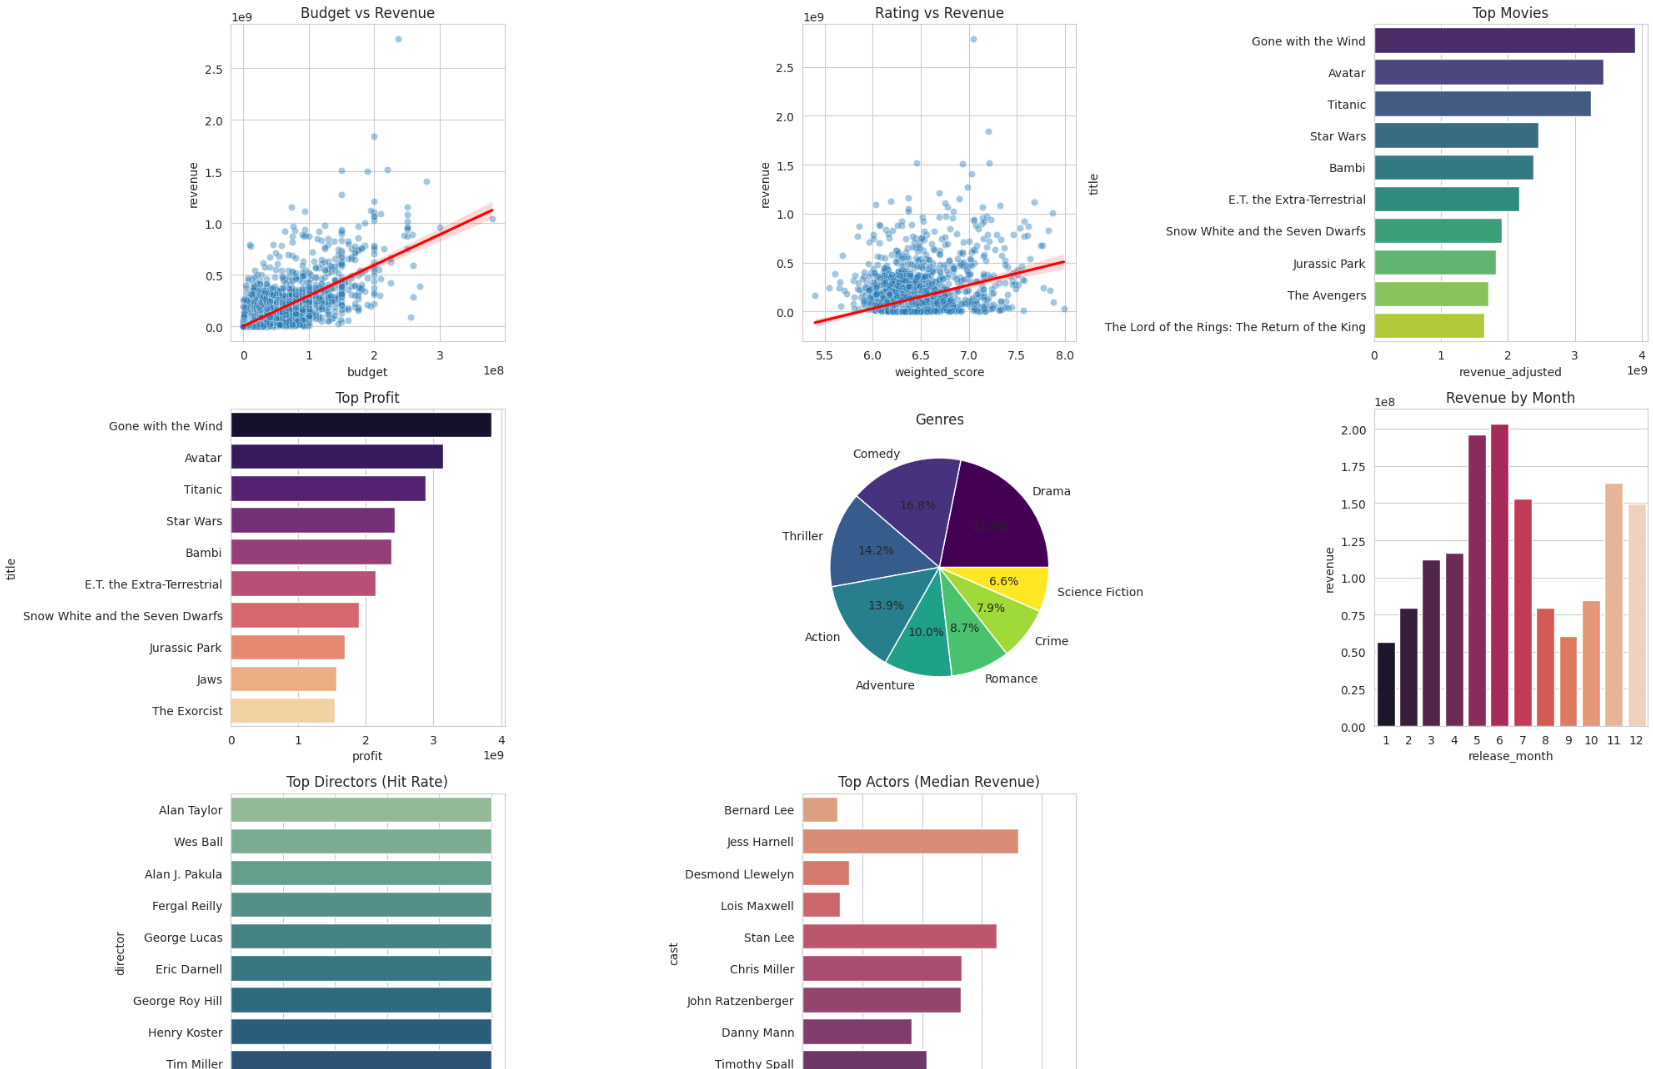 Budget vs Revenue
1e9
2.5
2.0
1.5
1.0
0.5
0.0
revenue
0 1 2 3
1e8
budget
Rating vs Revenue
1e9
2.5
2.0
1.5
1.0
0.5
0.0
revenue
5.5 6.0 6.5 7.0 7.5 8.0
weighted_score
Top Movies
title
Gone with the Wind
Avatar
Titanic
Star Wars
Bambi
E.T. the Extra-Terrestrial
Snow White and the Seven Dwarfs
Jurassic Park
The Avengers
The Lord of the Rings: The Return of the King
0 1 2 3 4
1e9
revenue_adjusted
Top Profit
title
Gone with the Wind
Avatar
Titanic
Star Wars
Bambi
E.T. the Extra-Terrestrial
Snow White and the Seven Dwarfs
Jurassic Park
Jaws
The Exorcist
0 1 2 3 4
1e9
profit
Genres
Comedy
16.8%
Drama
Thriller
14.2%
Action
13.9%
Adventure
10.0%
Romance
8.7%
Crime
7.9%
Science Fiction
6.6%
Revenue by Month
1e8
2.00
1.75
1.50
1.25
1.00
0.75
0.50
0.25
0.00
revenue
1 2 3 4 5 6 7 8 9 10 11 12
release_month
Top Directors (Hit Rate)
director
Alan Taylor
Wes Ball
Alan J. Pakula
Fergal Reilly
George Lucas
Eric Darnell
George Roy Hill
Henry Koster
Tim Miller
Top Actors (Median Revenue)
cast
Bernard Lee
Jess Harnell
Desmond Llewelyn
Lois Maxwell
Stan Lee
Chris Miller
John Ratzenberger
Danny Mann
Timothy Spall